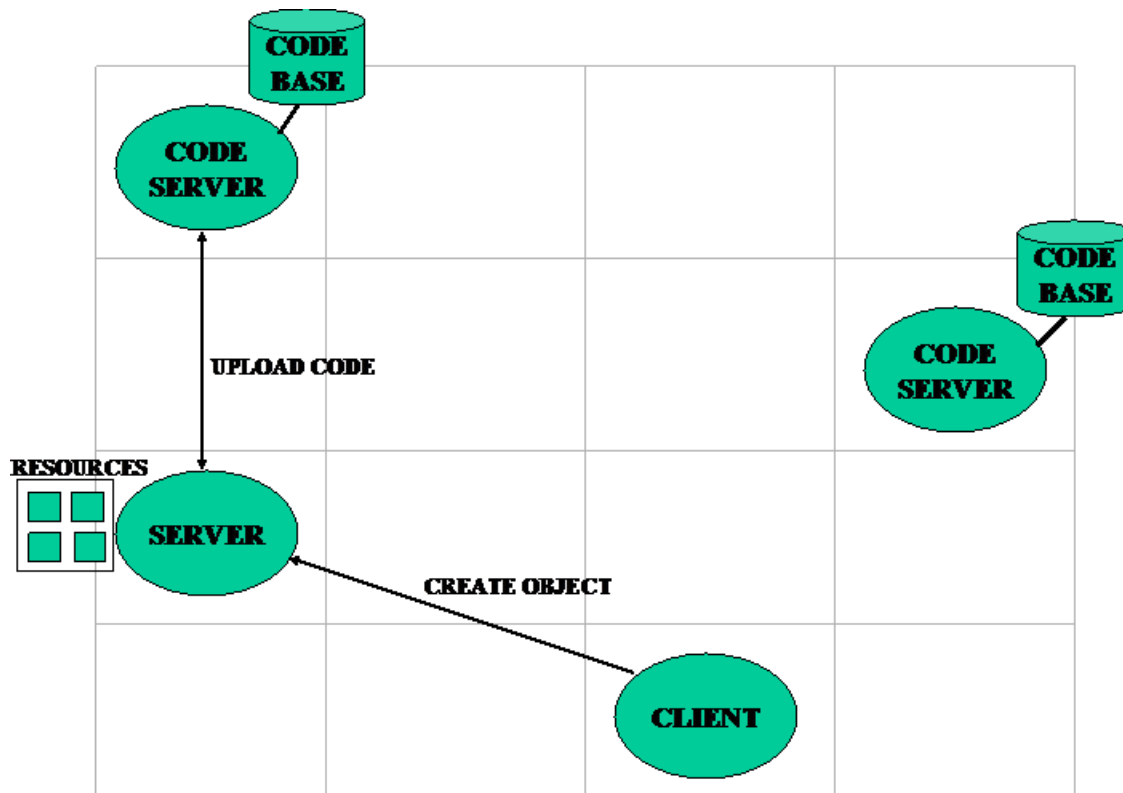 CODE
BASE
CODE
SERVER
CODE
BASE
CODE
SERVER
UPLOAD CODE
RESOURCES
SERVER
CREATE OBJECT
CLIENT